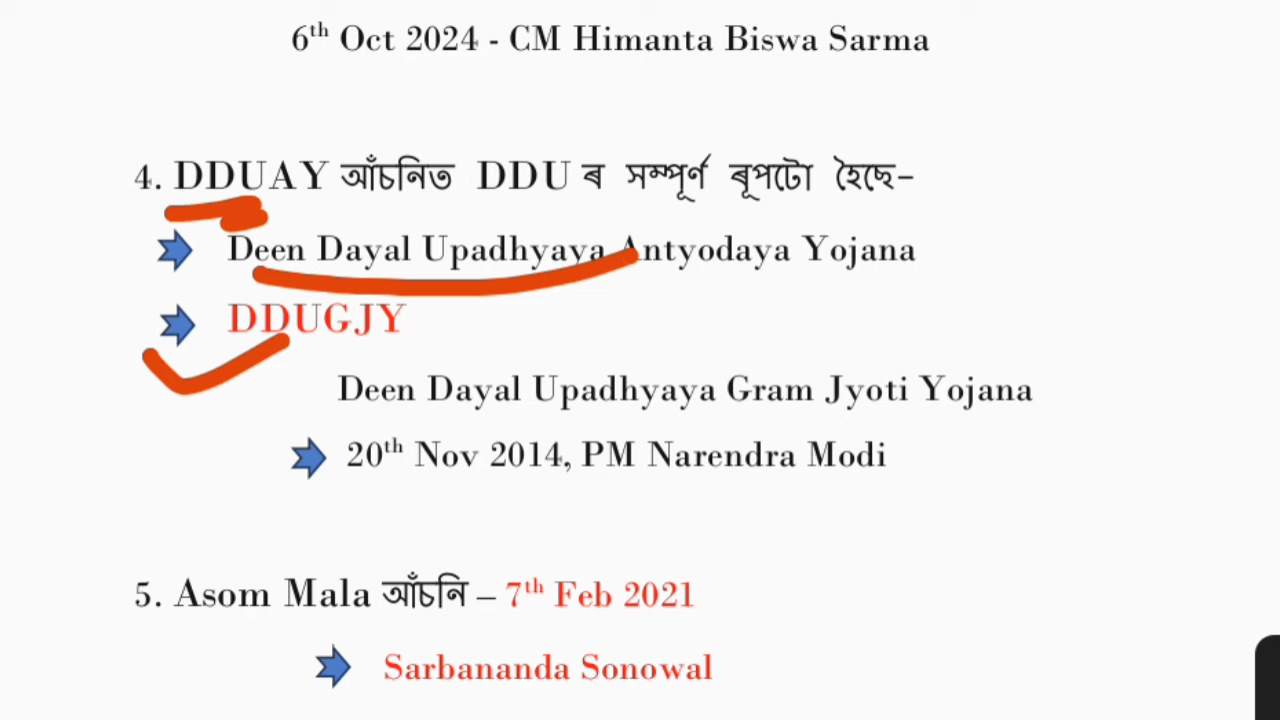 6th Oct 2024 - CM Himanta Biswa Sarma
4. DDUAY আঁচনিত DDU ৰ সম্পূৰ্ণ ৰূপটো হৈছে–
Deen Dayal Upadhyaya Antyodaya Yojana
DDUGJY
Deen Dayal Upadhyaya Gram Jyoti Yojana
20th Nov 2014, PM Narendra Modi
5. Asom Mala আঁচনি – 7th Feb 2021
Sarbananda Sonowal